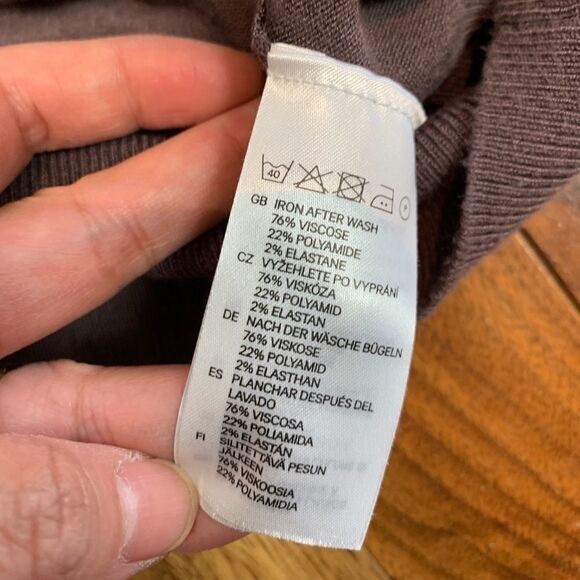 40
GB IRON AFTER WASH
76% VISCOSE
22% POLYAMIDE
2% ELASTANE
CZ VYŽEHLETE PO VYPRÁNÍ
76% VISKÓZA
22% POLYAMID
2% ELASTAN
DE NACH DER WÄSCHE BÜGELN
76% VISKOSE
22% POLYAMID
2% ELASTHAN
ES PLANCHAR DESPUÉS DEL
LAVADO
76% VISCOSA
22% POLIAMIDA
2% ELASTÁN
FI SILITETTÄVÄ PESUN
JÄLKEEN
76% VISKOOSIA
22% POLYAMIDIA